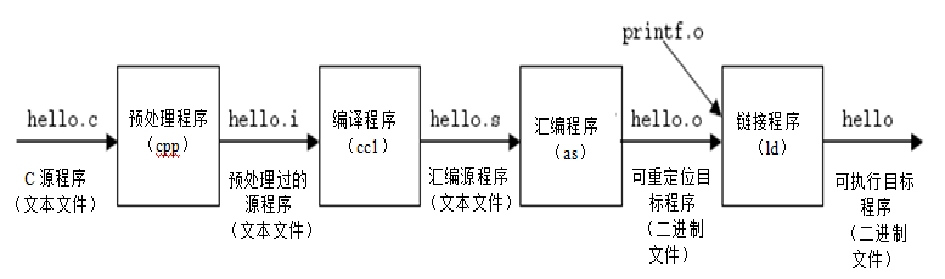 printf.o
hello.c
预处理程序
（cpp）
hello.i
编译程序
（cc1）
hello.s
汇编程序
（as）
hello.o
链接程序
（ld）
hello
C 源程序
（文本文件）
预处理过的
源程序
（文本文件）
汇编源程序
（文本文件）
可重定位目
标程序
（二进制
文件）
可执行目标
程序
（二进制
文件）